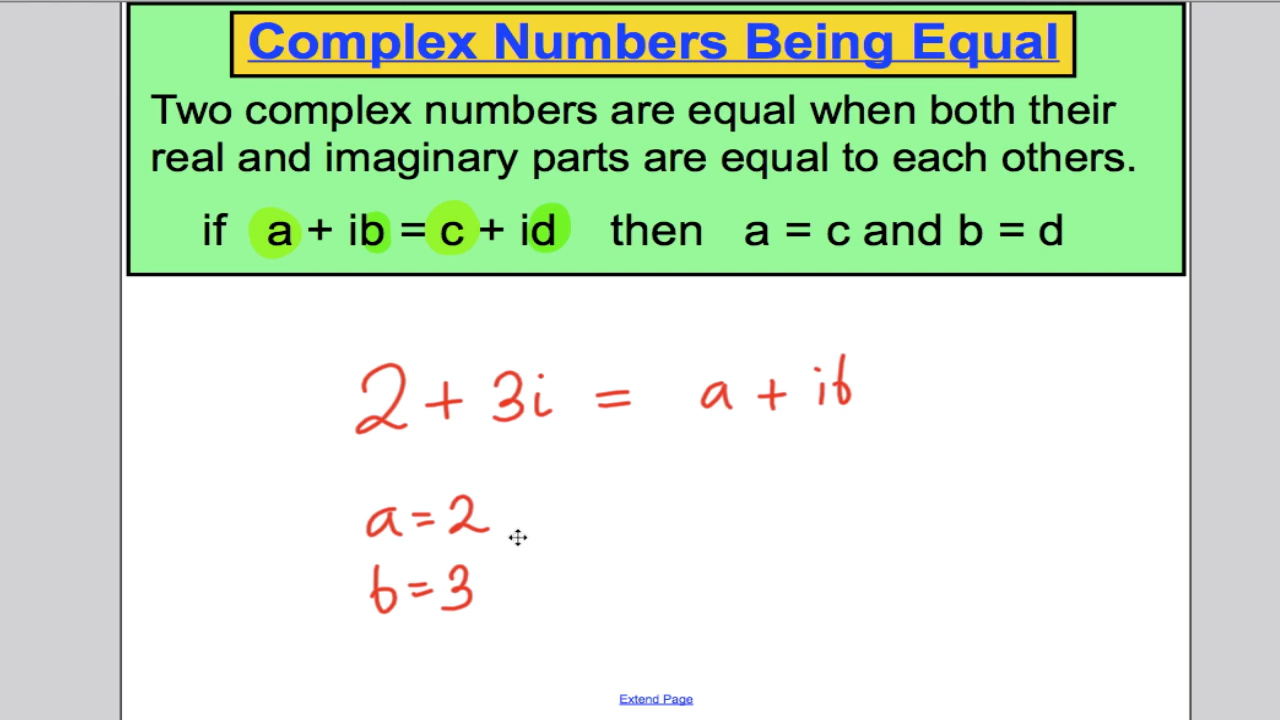 Complex Numbers Being Equal
Two complex numbers are equal when both their
real and imaginary parts are equal to each others.
if a + ib = c + id then a = c and b = d
2 + 3i = a + ib
a = 2
b = 3
Extend Page